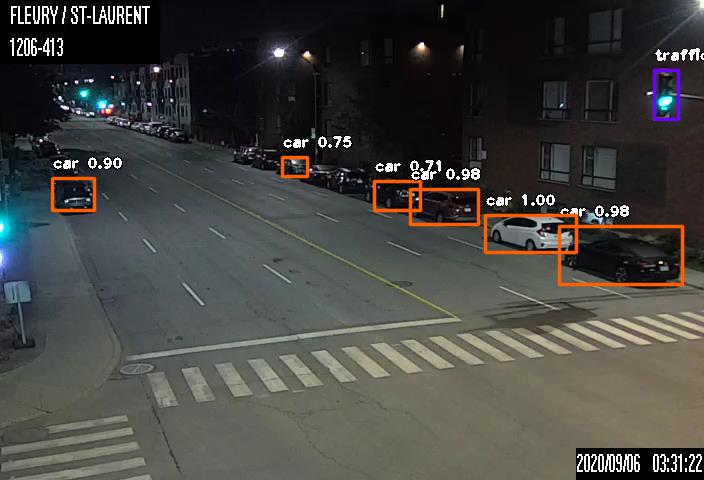 FLEURY / ST-LAURENT
1206-413
traffic
car 0.75
car 0.90
car 0.71
car 0.98
car 1.00
car 0.98
2020/09/06 03:31:22